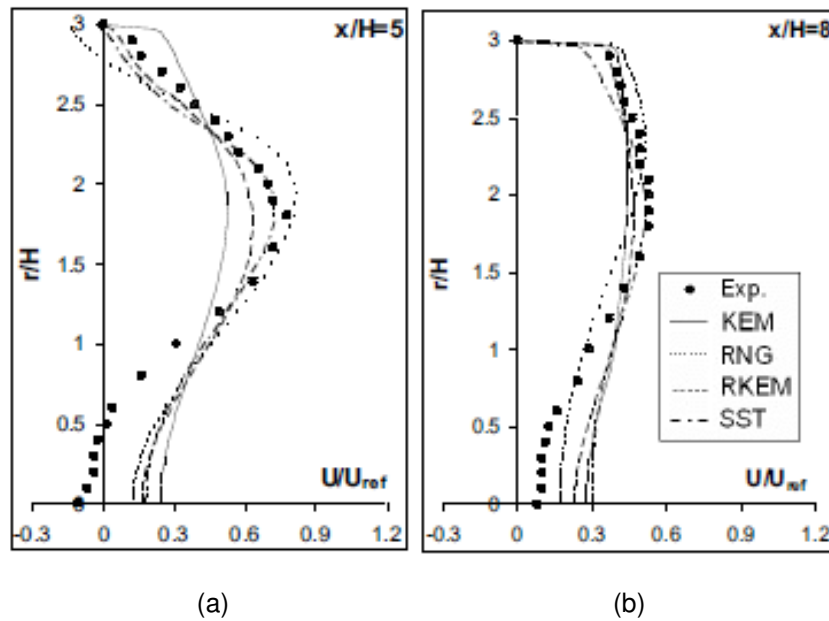 x/H=5
3
2.5
2
1.5
1
0.5
0
r/H
U/Uref
-0.3 0 0.3 0.6 0.9 1.2
(a)
x/H=8
3
2.5
2
1.5
1
0.5
0
r/H
Exp.
KEM
RNG
RKEM
SST
U/Uref
-0.3 0 0.3 0.6 0.9 1.2
(b)